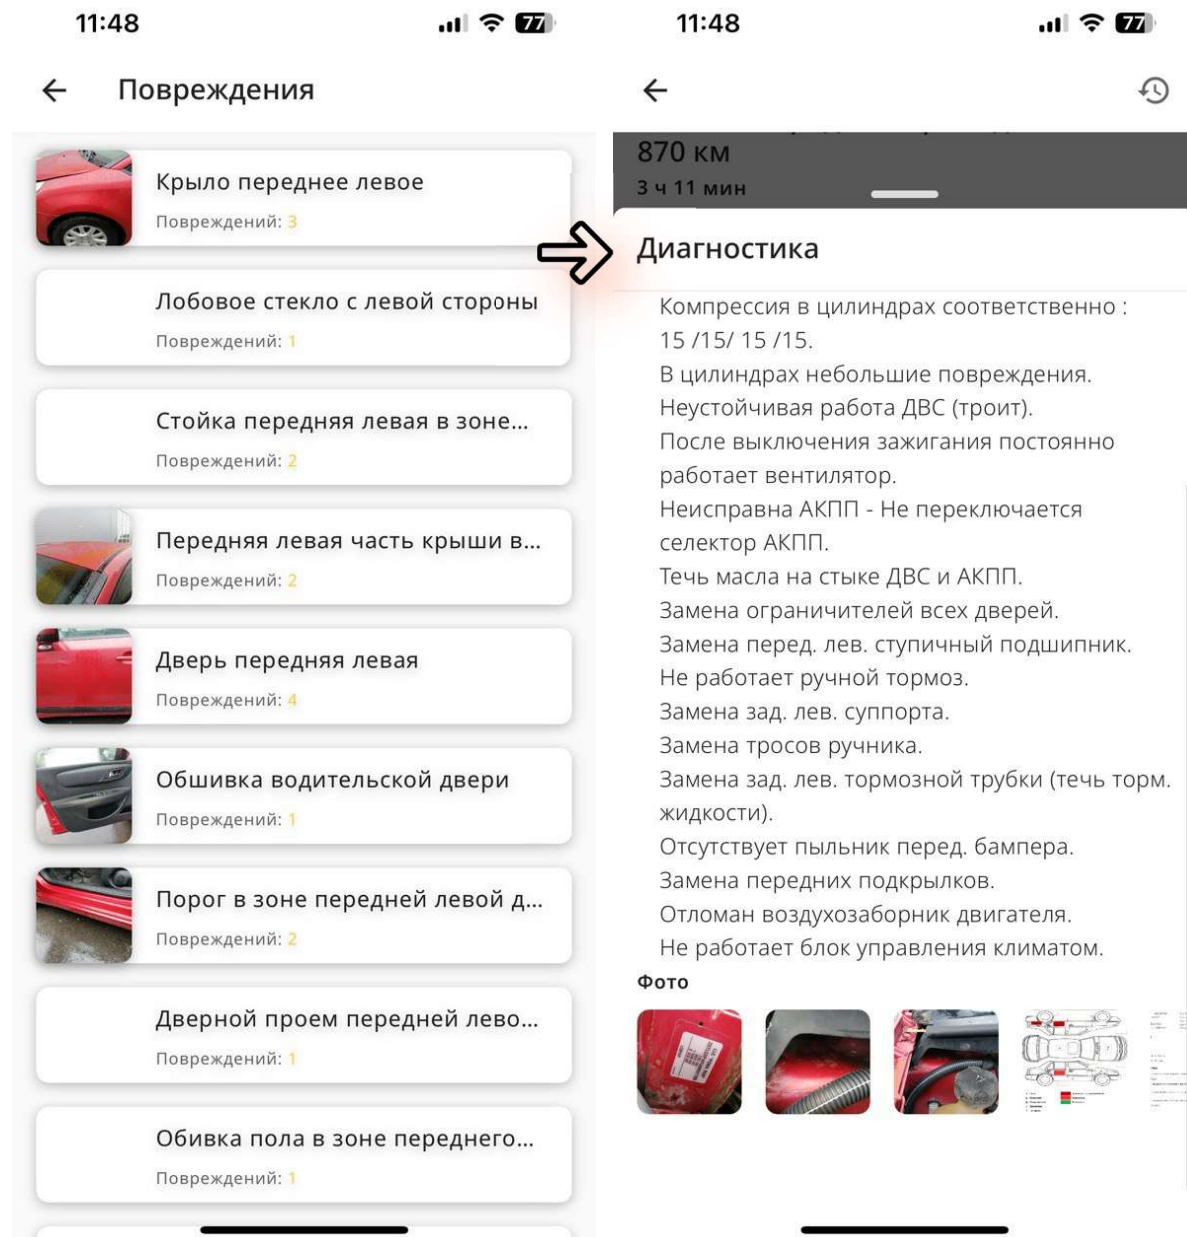 11:48
77
Повреждения
Крыло переднее левое
Повреждений: 3
Лобовое стекло с левой стороны
Повреждений: 1
Стойка передняя левая в зоне...
Повреждений: 2
Передняя левая часть крыши в...
Повреждений: 2
Дверь передняя левая
Повреждений: 4
Обшивка водительской двери
Повреждений: 1
Порог в зоне передней левой д...
Повреждений: 2
Дверной проем передней лево...
Повреждений: 1
Обивка пола в зоне переднего...
Повреждений: 1
11:48
77
870 км
3 ч 11 мин
Диагностика
Компрессия в цилиндрах соответственно :
15 /15/ 15 /15.
В цилиндрах небольшие повреждения.
Неустойчивая работа ДВС (троит).
После выключения зажигания постоянно
работает вентилятор.
Неисправна АКПП - Не переключается
селектор АКПП.
Течь масла на стыке ДВС и АКПП.
Замена ограничителей всех дверей.
Замена перед. лев. ступичный подшипник.
Не работает ручной тормоз.
Замена зад. лев. суппорта.
Замена тросов ручника.
Замена зад. лев. тормозной трубки (течь торм.
жидкости).
Отсутствует пыльник перед. бампера.
Замена передних подкрылков.
Отломан воздухозаборник двигателя.
Не работает блок управления климатом.
Фото